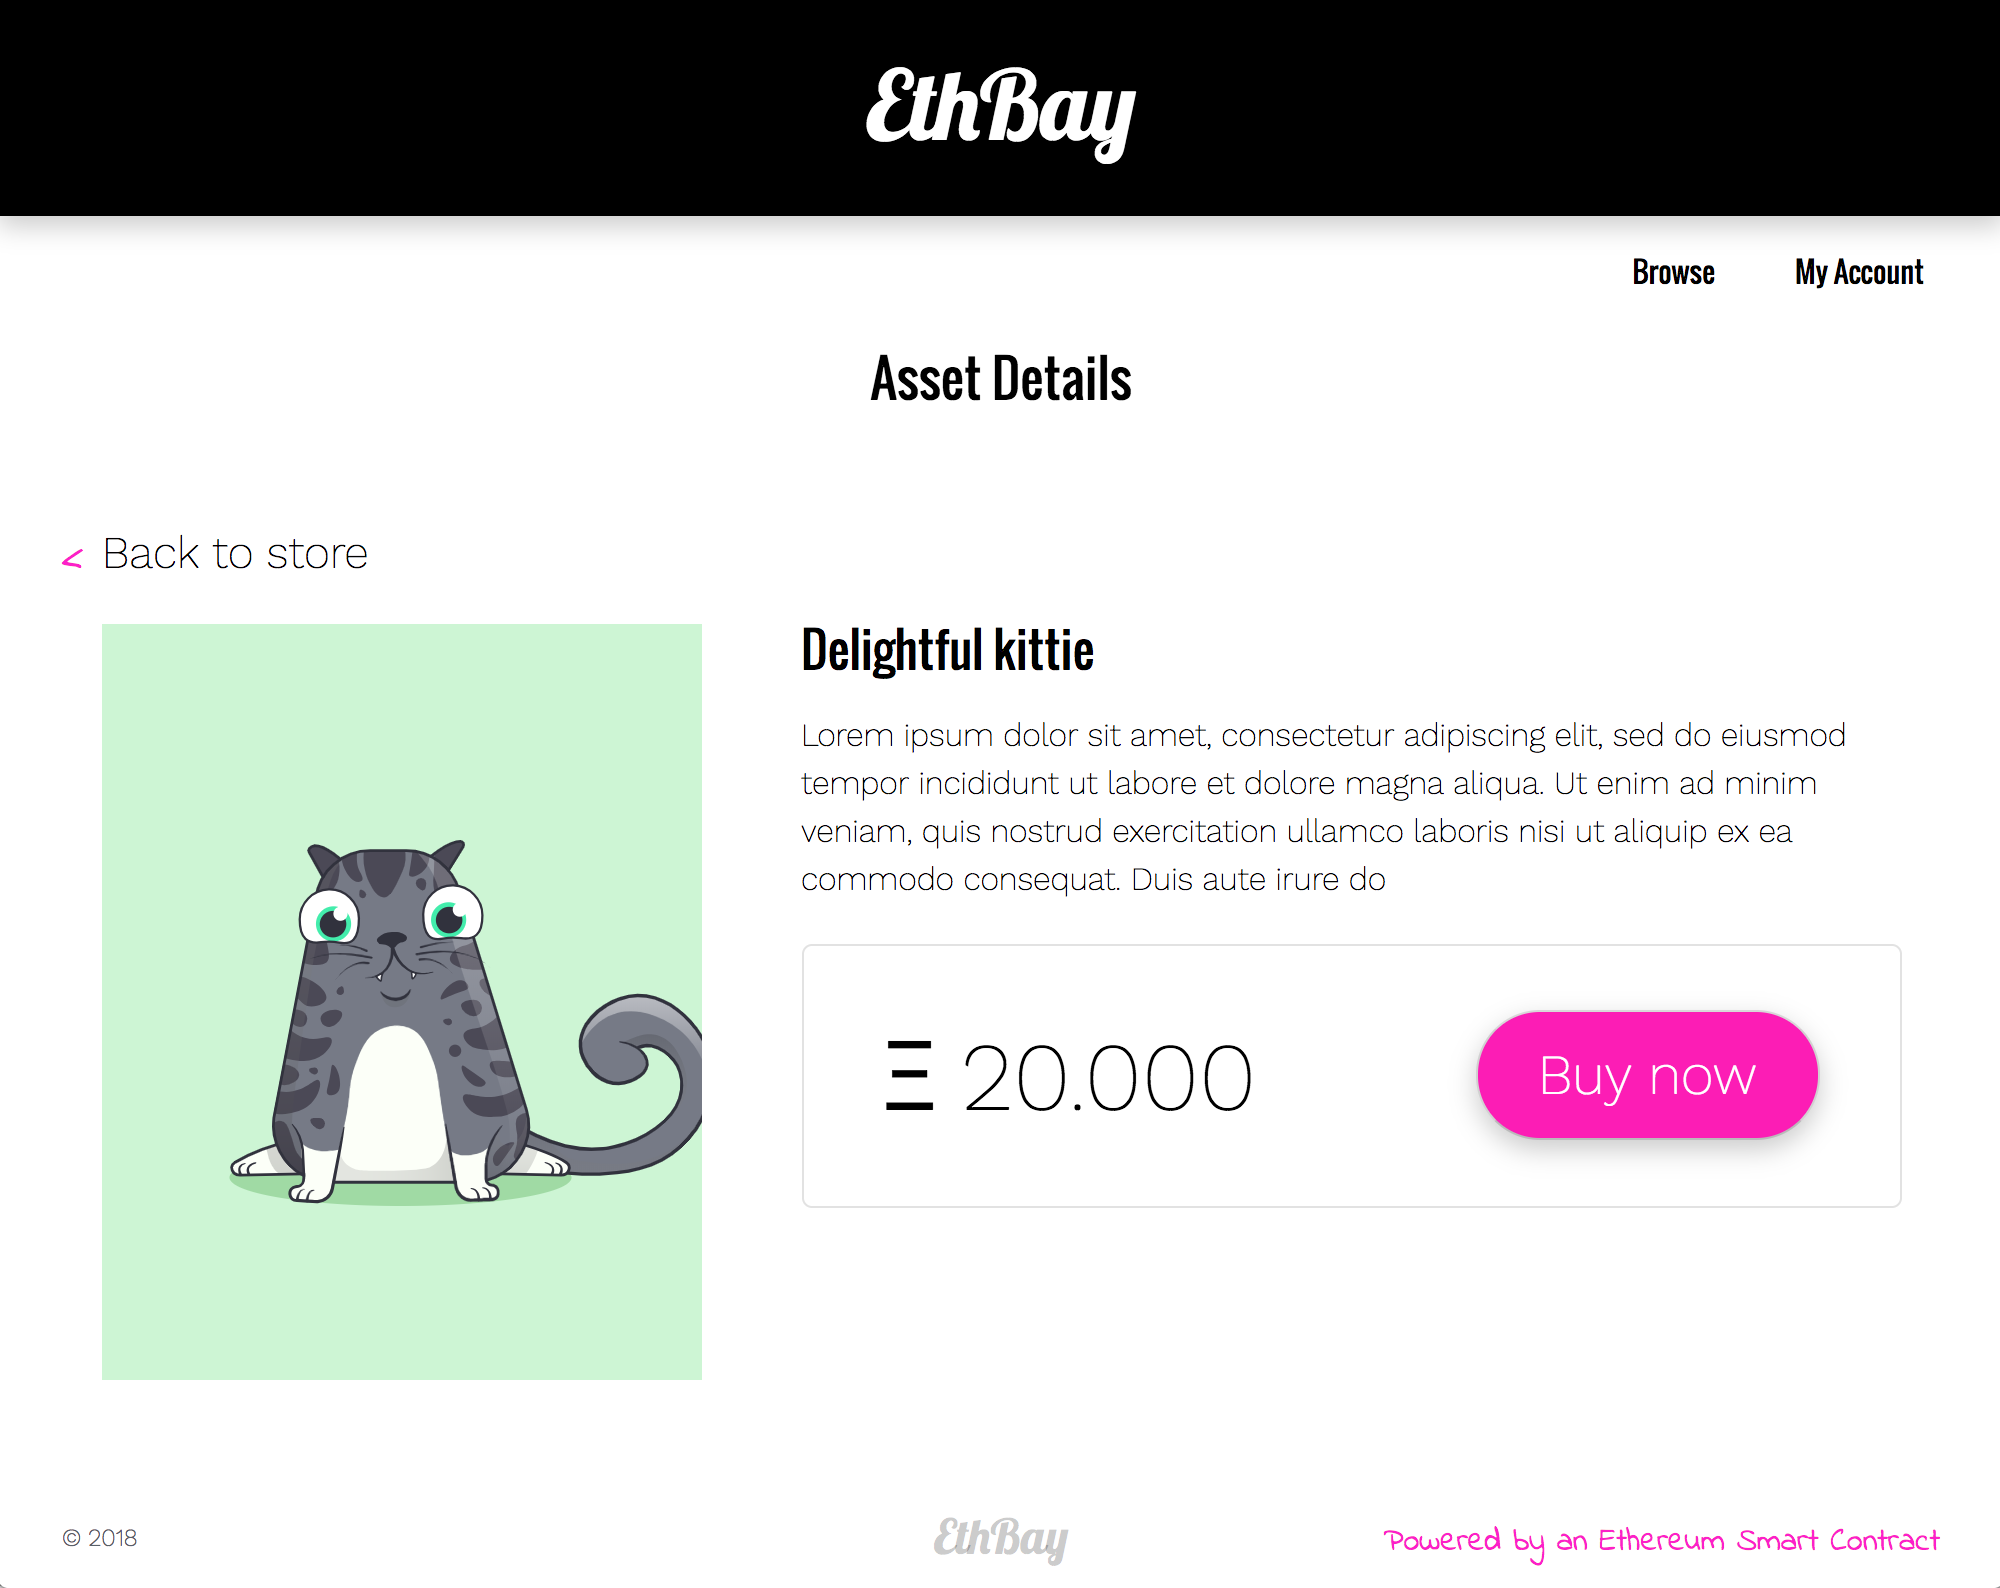 EthBay
Browse
My Account
Asset Details
< Back to store
Delightful kittie
Lorem ipsum dolor sit amet, consectetur adipiscing elit, sed do eiusmod
tempor incididunt ut labore et dolore magna aliqua. Ut enim ad minim
veniam, quis nostrud exercitation ullamco laboris nisi ut aliquip ex ea
commodo consequat. Duis aute irure do
Ξ 20.000
Buy now
© 2018
EthBay
Powered by an Ethereum Smart Contract